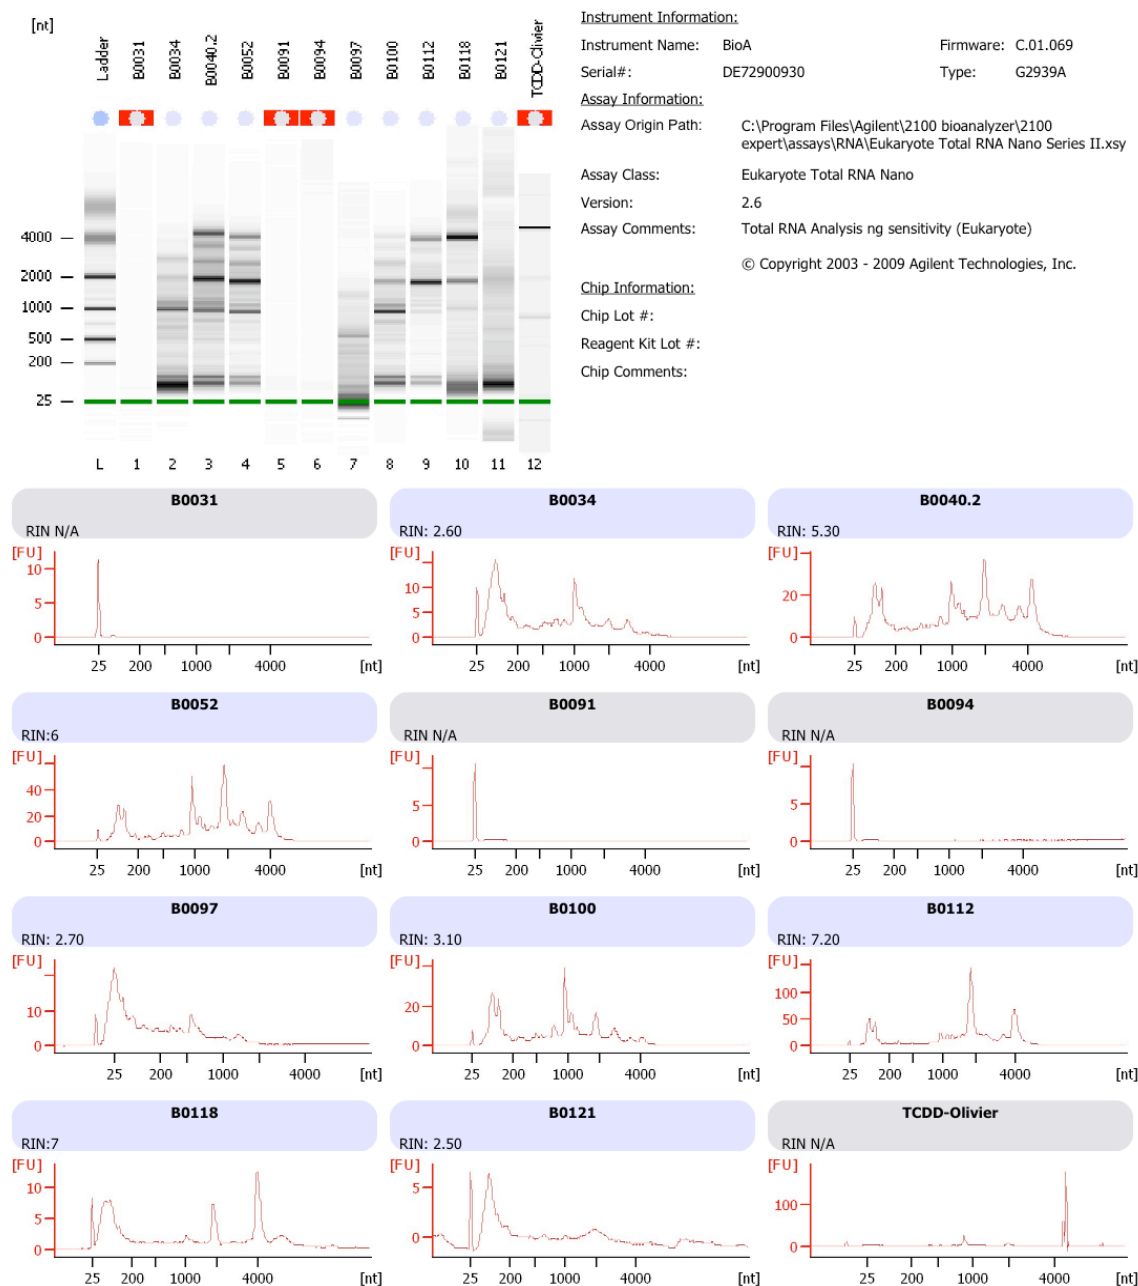 [nt]
Ladder
B0031
B0034
B0040.2
B0052
B0091
B0094
B0097
B0100
B0112
B0118
B0121
TCDD-Olivier
4000
2000
1000
500
200
25
L 1 2 3 4 5 6 7 8 9 10 11 12
Instrument Information:
Instrument Name: BioA Firmware: C.01.069
Serial#: DE72900930 Type: G2939A
Assay Information:
Assay Origin Path: C:\Program Files\Agilent\2100 bioanalyzer\2100
expert\assays\RNA\Eukaryote Total RNA Nano Series II.xsy
Assay Class: Eukaryote Total RNA Nano
Version: 2.6
Assay Comments: Total RNA Analysis ng sensitivity (Eukaryote)
© Copyright 2003 - 2009 Agilent Technologies, Inc.
Chip Information:
Chip Lot #:
Reagent Kit Lot #:
Chip Comments:
B0031
RIN N/A
[FU]
10
5
0
25 200 1000 4000 [nt]
B0034
RIN: 2.60
[FU]
10
5
0
25 200 1000 4000 [nt]
B0040.2
RIN: 5.30
[FU]
20
0
25 200 1000 4000 [nt]
B0052
RIN:6
[FU]
40
20
0
25 200 1000 4000 [nt]
B0091
RIN N/A
[FU]
5
0
25 200 1000 4000 [nt]
B0094
RIN N/A
[FU]
5
0
25 200 1000 4000 [nt]
B0097
RIN: 2.70
[FU]
10
0
25 200 1000 4000 [nt]
B0100
RIN: 3.10
[FU]
20
0
25 200 1000 4000 [nt]
B0112
RIN: 7.20
[FU]
100
50
0
25 200 1000 4000 [nt]
B0118
RIN:7
[FU]
10
5
0
25 200 1000 4000 [nt]
B0121
RIN: 2.50
[FU]
5
0
25 200 1000 4000 [nt]
TCDD-Olivier
RIN N/A
[FU]
100
0
25 200 1000 4000 [nt]